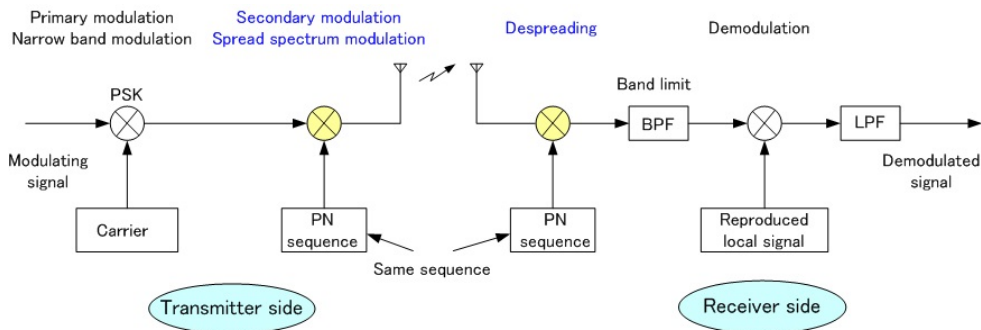 Primary modulation
Narrow band modulation
Secondary modulation
Spread spectrum modulation
Despreading
Demodulation
PSK
Band limit
BPF
LPF
Modulating
signal
Demodulated
signal
Carrier
PN
sequence
PN
sequence
Reproduced
local signal
Same sequence
Transmitter side
Receiver side